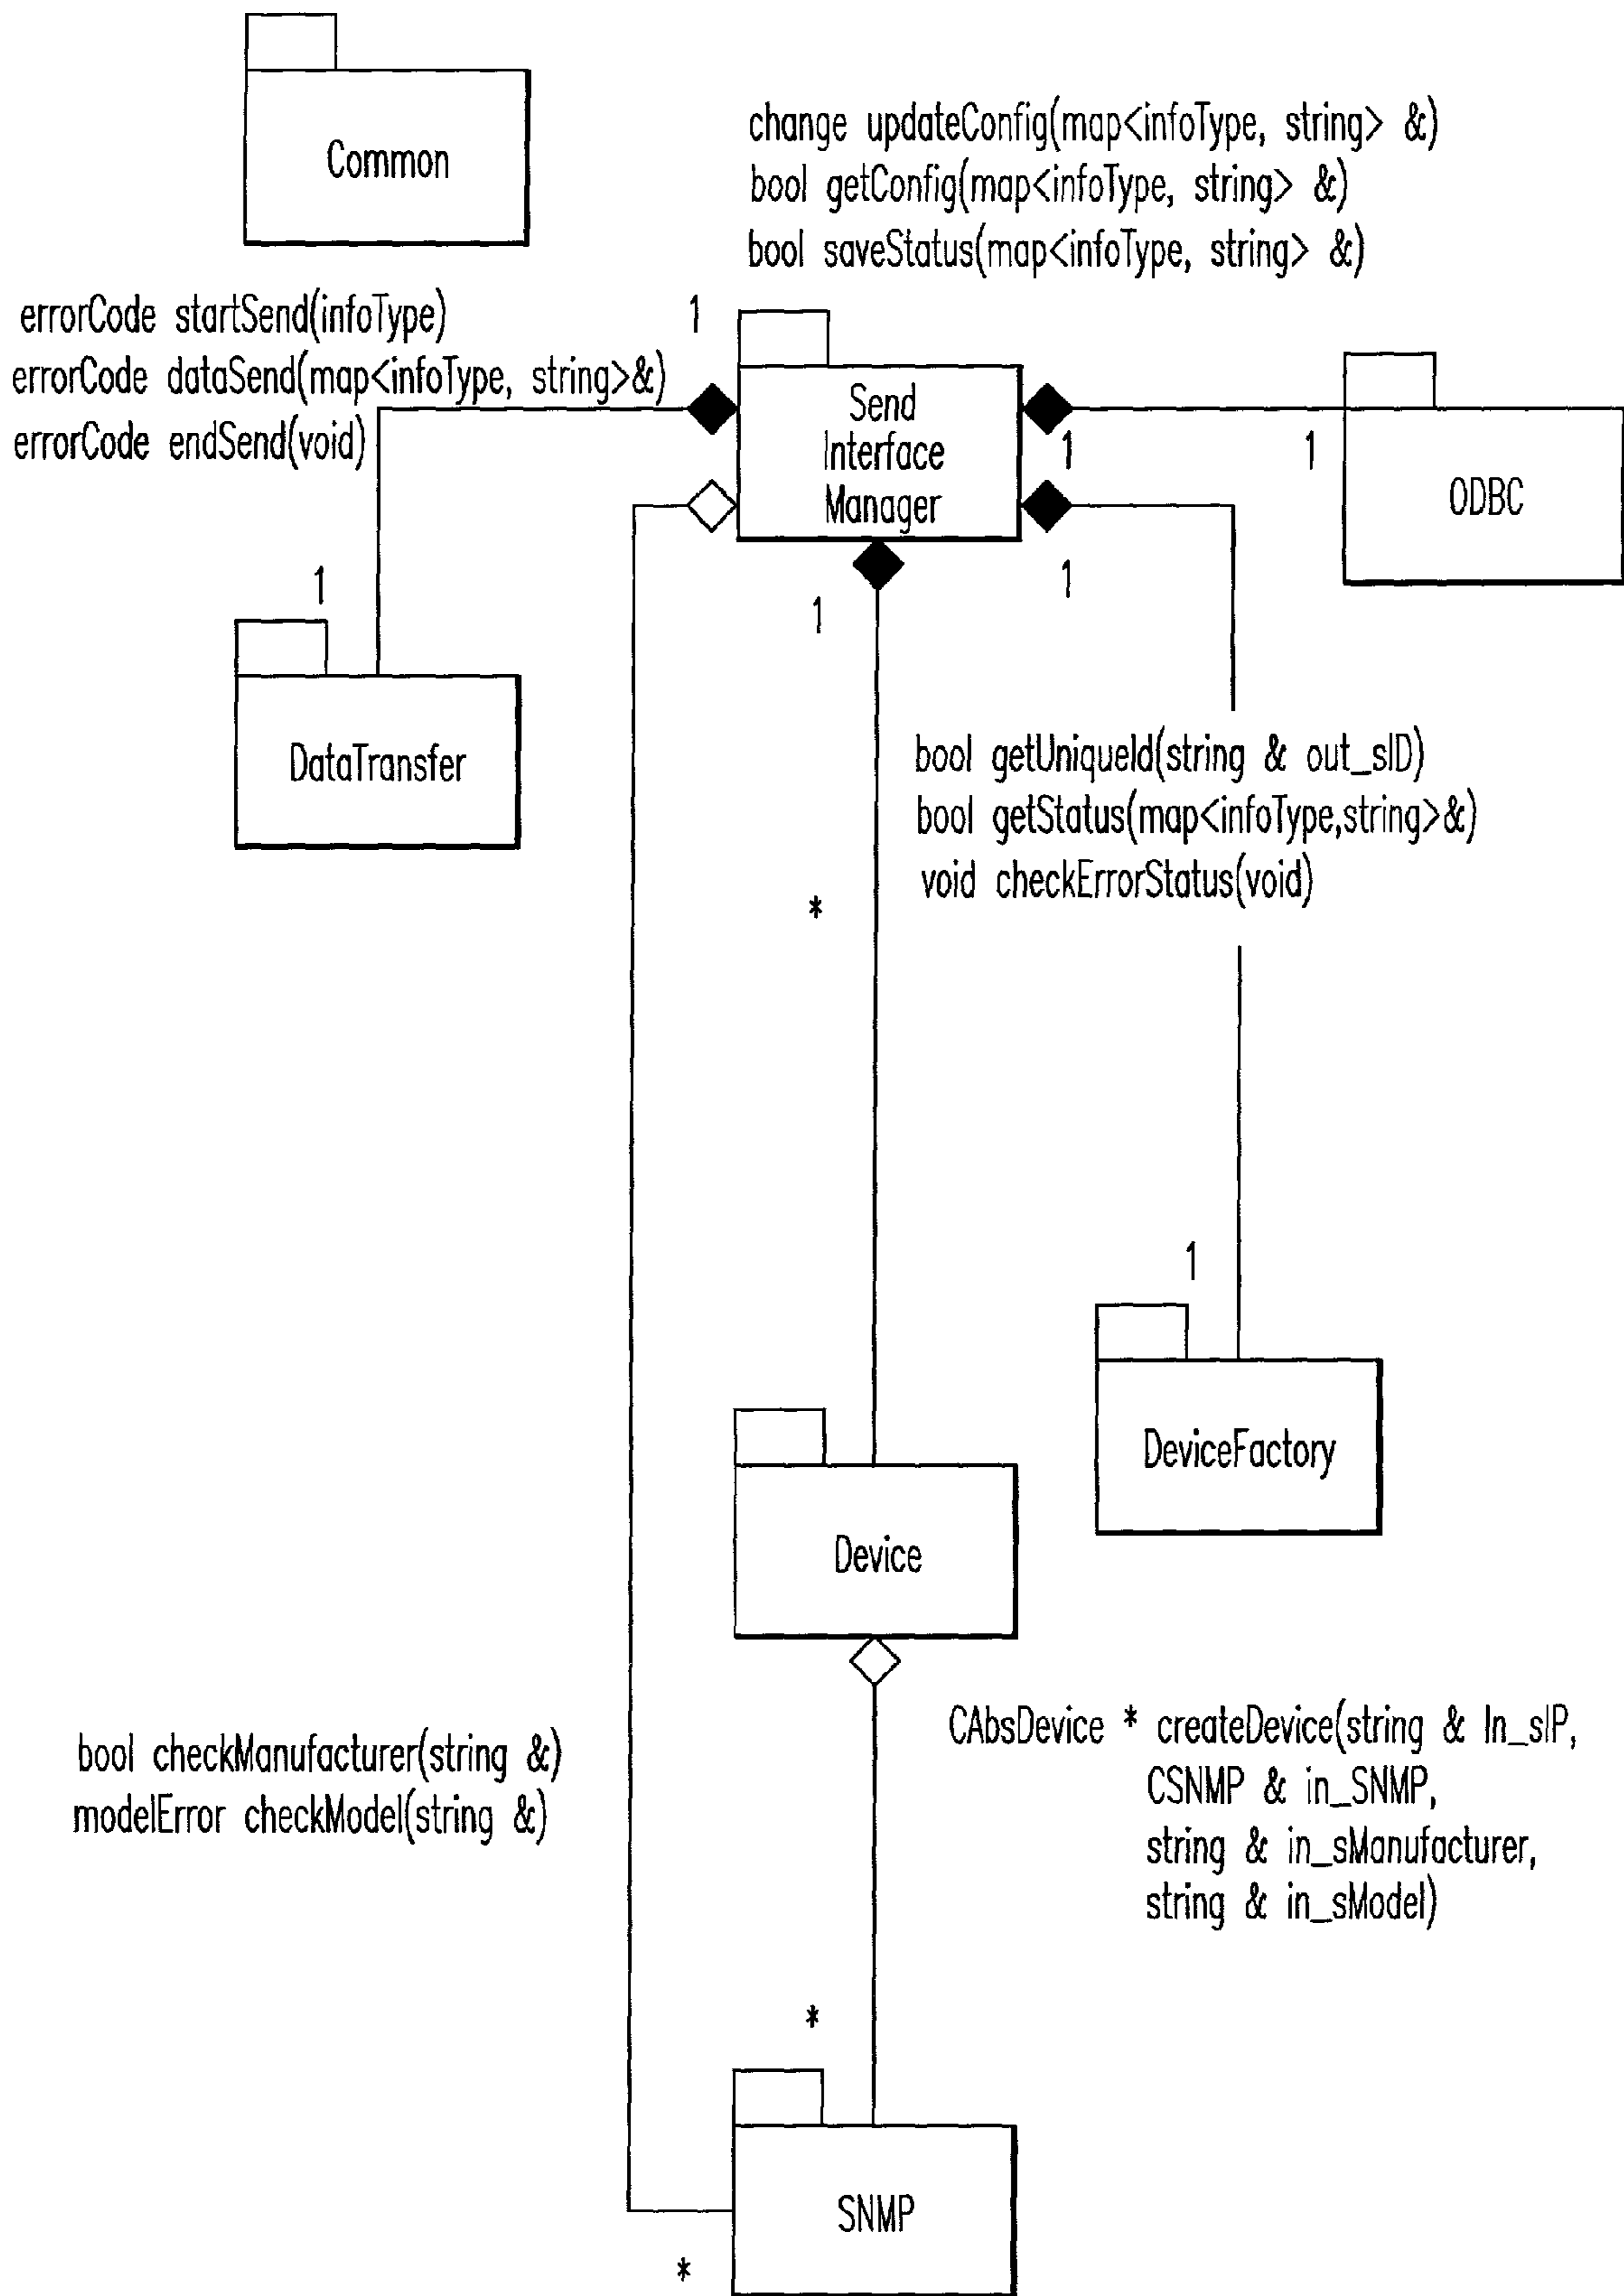 Common
change updateConfig(map<infoType, string> &)
bool getConfig(map<infoType, string> &)
bool saveStatus(map<infoType, string> &)
errorCode startSend(infoType)
errorCode dataSend(map<infoType, string>&)
errorCode endSend(void)
1
Send
Interface
Manager
1
1
ODBC
1
1
1
DataTransfer
bool getUniqueId(string & out_sID)
bool getStatus(map<infoType,string>&)
void checkErrorStatus(void)
*
1
DeviceFactory
Device
bool checkManufacturer(string &)
modelError checkModel(string &)
CAbsDevice * createDevice(string & In_sIP,
CSNMP & in_SNMP,
string & in_sManufacturer,
string & in_sModel)
*
SNMP
*